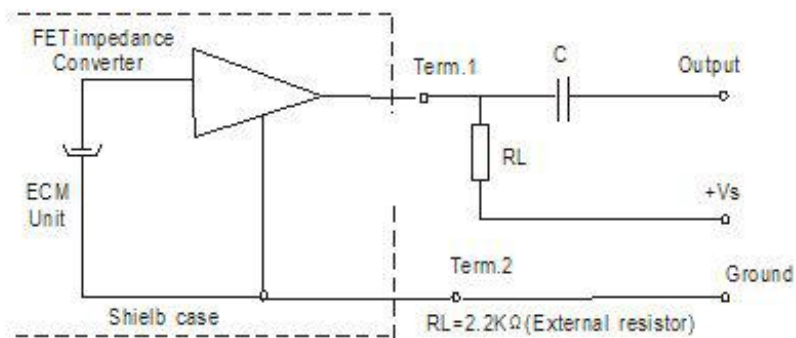 FET impedance
Converter
Term.1
C
Output
RL
+Vs
ECM
Unit
Term.2
Ground
Shielb case
RL=2.2KΩ(External resistor)